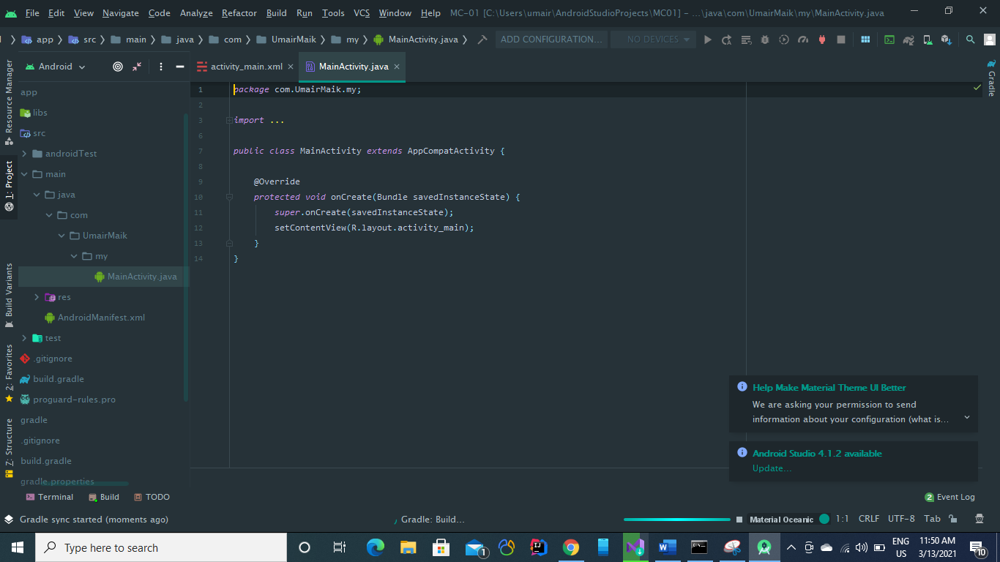 File Edit View Navigate Code Analyze Refactor Build Run Tools VCS Window Help MC-01 [C:\Users\umair\AndroidStudioProjects\MC01] - ...\java\com\UmairMaik\my\MainActivity.java
app src main java com UmairMaik my MainActivity.java ADD CONFIGURATION... NO DEVICES
Android
activity_main.xml MainActivity.java
Resource Manager
1: Project
Build Variants
2: Favorites
7: Structure
app
libs
src
androidTest
main
java
com
UmairMaik
my
MainActivity.java
res
AndroidManifest.xml
test
.gitignore
build.gradle
proguard-rules.pro
gradle
.gitignore
build.gradle
gradle.properties
1 package com.UmairMaik.my;
2
3 import ...
6
7 public class MainActivity extends AppCompatActivity {
8
9 @Override
10 protected void onCreate(Bundle savedInstanceState) {
11 super.onCreate(savedInstanceState);
12 setContentView(R.layout.activity_main);
13 }
14 }
Gradle
Help Make Material Theme UI Better
We are asking your permission to send
information about your configuration (what is...
Android Studio 4.1.2 available
Update...
Terminal Build TODO 2 Event Log
Gradle sync started (moments ago) Gradle: Build... Material Oceanic 1:1 CRLF UTF-8 Tab
Type here to search
1
ENG
US
11:50 AM
3/13/2021
10